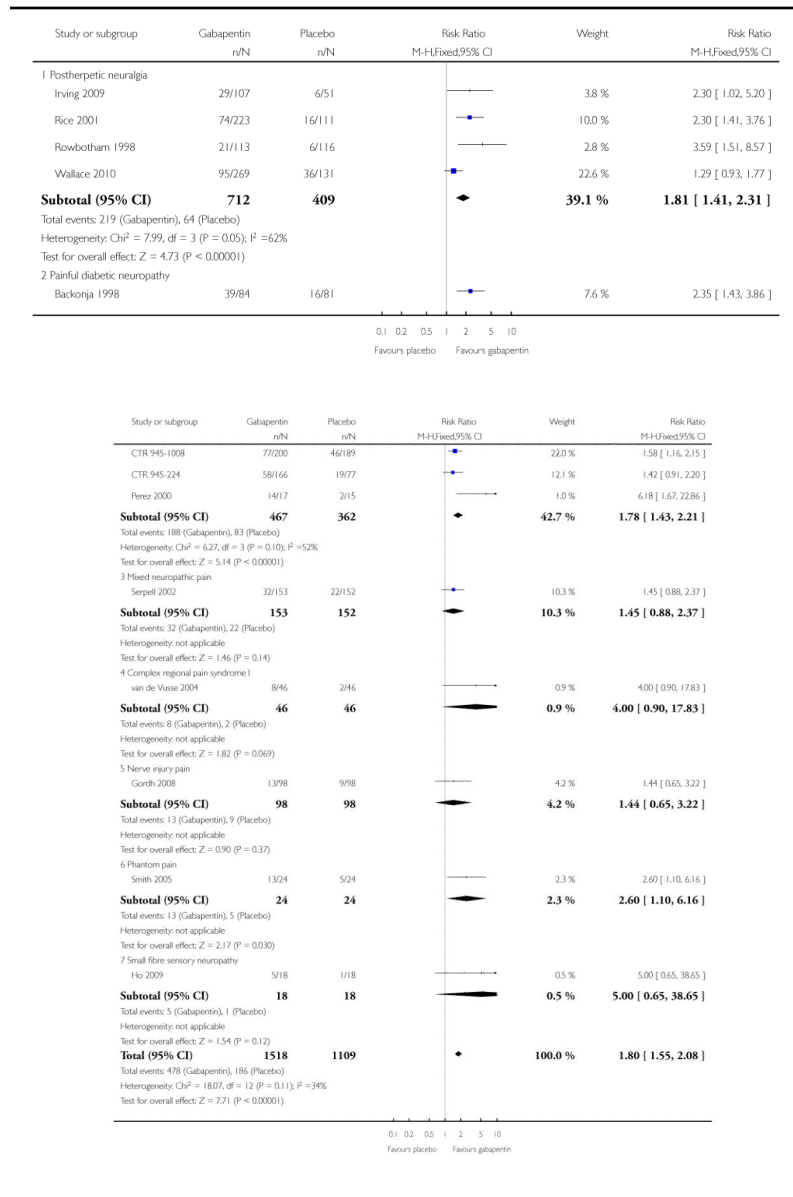 Study or subgroup Gabapentin Placebo Risk Ratio Weight Risk Ratio
n/N n/N M-H,Fixed,95% CI M-H,Fixed,95% CI
1 Postherpetic neuralgia
Irving 2009 29/107 6/51 3.8 % 2.30 [ 1.02, 5.20 ]
Rice 2001 74/223 16/111 10.0 % 2.30 [ 1.41, 3.76 ]
Rowbotham 1998 21/113 6/116 2.8 % 3.59 [ 1.51, 8.57 ]
Wallace 2010 95/269 36/131 22.6 % 1.29 [ 0.93, 1.77 ]
Subtotal (95% CI) 712 409 39.1 % 1.81 [ 1.41, 2.31 ]
Total events: 219 (Gabapentin), 64 (Placebo)
Heterogeneity: Chi² = 7.99, df = 3 (P = 0.05); I² =62%
Test for overall effect: Z = 4.73 (P < 0.00001)
2 Painful diabetic neuropathy
Backonja 1998 39/84 16/81 7.6 % 2.35 [ 1.43, 3.86 ]
0.1 0.2 0.5 1 2 5 10
Favours placebo Favours gabapentin
Study or subgroup Gabapentin Placebo Risk Ratio Weight Risk Ratio
n/N n/N M-H,Fixed,95% CI M-H,Fixed,95% CI
CTR 945-1008 77/200 46/189 22.0 % 1.58 [ 1.16, 2.15 ]
CTR 945-224 58/166 19/77 12.1 % 1.42 [ 0.91, 2.20 ]
Perez 2000 14/17 2/15 1.0 % 6.18 [ 1.67, 22.86 ]
Subtotal (95% CI) 467 362 42.7 % 1.78 [ 1.43, 2.21 ]
Total events: 188 (Gabapentin), 83 (Placebo)
Heterogeneity: Chi² = 6.27, df = 3 (P = 0.10); I² =52%
Test for overall effect: Z = 5.14 (P < 0.00001)
3 Mixed neuropathic pain
Serpell 2002 32/153 22/152 10.3 % 1.45 [ 0.88, 2.37 ]
Subtotal (95% CI) 153 152 10.3 % 1.45 [ 0.88, 2.37 ]
Total events: 32 (Gabapentin), 22 (Placebo)
Heterogeneity: not applicable
Test for overall effect: Z = 1.46 (P = 0.14)
4 Complex regional pain syndrome I
van de Vusse 2004 8/46 2/46 0.9 % 4.00 [ 0.90, 17.83 ]
Subtotal (95% CI) 46 46 0.9 % 4.00 [ 0.90, 17.83 ]
Total events: 8 (Gabapentin), 2 (Placebo)
Heterogeneity: not applicable
Test for overall effect: Z = 1.82 (P = 0.069)
5 Nerve injury pain
Gordh 2008 13/98 9/98 4.2 % 1.44 [ 0.65, 3.22 ]
Subtotal (95% CI) 98 98 4.2 % 1.44 [ 0.65, 3.22 ]
Total events: 13 (Gabapentin), 9 (Placebo)
Heterogeneity: not applicable
Test for overall effect: Z = 0.90 (P = 0.37)
6 Phantom pain
Smith 2005 13/24 5/24 2.3 % 2.60 [ 1.10, 6.16 ]
Subtotal (95% CI) 24 24 2.3 % 2.60 [ 1.10, 6.16 ]
Total events: 13 (Gabapentin), 5 (Placebo)
Heterogeneity: not applicable
Test for overall effect: Z = 2.17 (P = 0.030)
7 Small fibre sensory neuropathy
Ho 2009 5/18 1/18 0.5 % 5.00 [ 0.65, 38.65 ]
Subtotal (95% CI) 18 18 0.5 % 5.00 [ 0.65, 38.65 ]
Total events: 5 (Gabapentin), 1 (Placebo)
Heterogeneity: not applicable
Test for overall effect: Z = 1.54 (P = 0.12)
Total (95% CI) 1518 1109 100.0 % 1.80 [ 1.55, 2.08 ]
Total events: 478 (Gabapentin), 186 (Placebo)
Heterogeneity: Chi² = 18.07, df = 12 (P = 0.11); I² =34%
Test for overall effect: Z = 7.71 (P < 0.00001)
0.1 0.2 0.5 1 2 5 10
Favours placebo Favours gabapentin